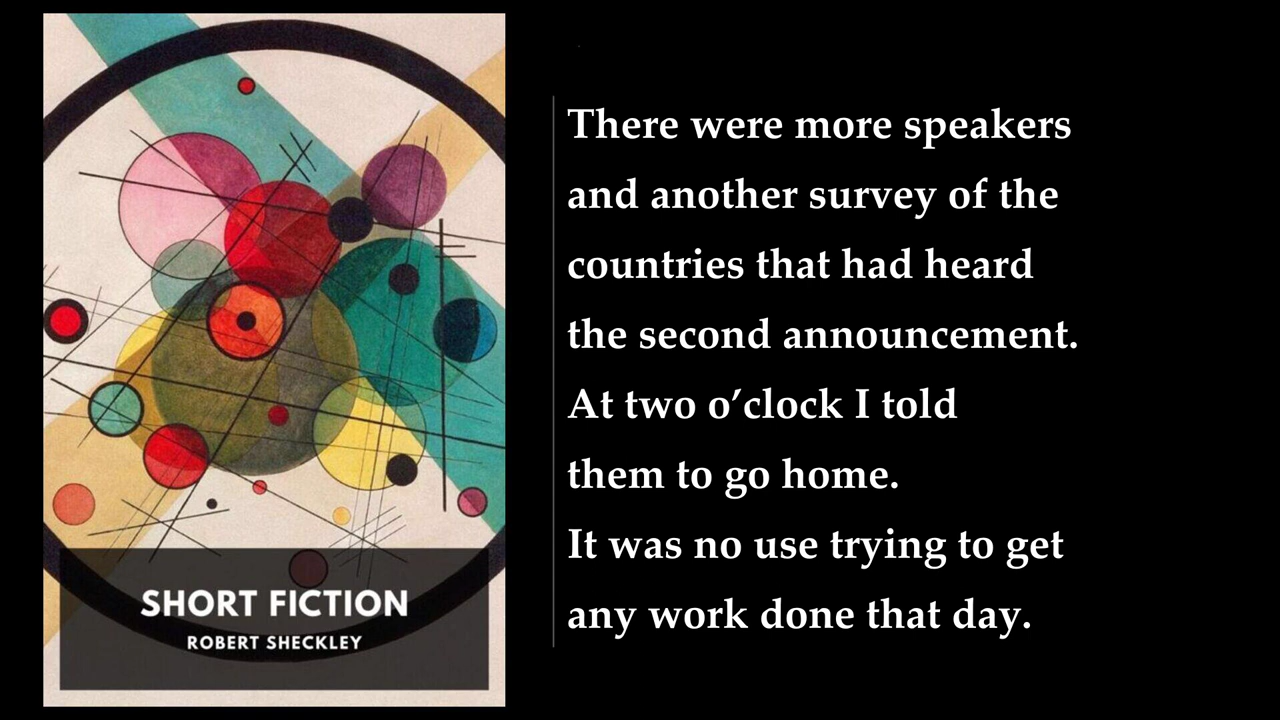 SHORT FICTION
ROBERT SHECKLEY
There were more speakers
and another survey of the
countries that had heard
the second announcement.
At two o’clock I told
them to go home.
It was no use trying to get
any work done that day.